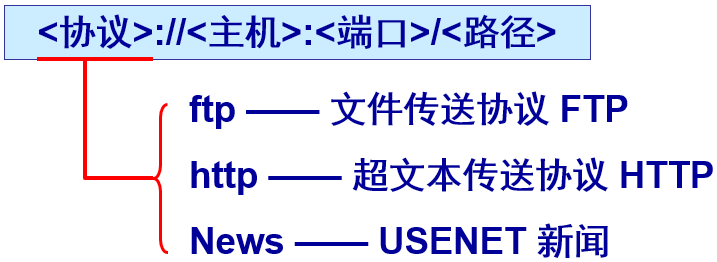 <协议>://<主机>:<端口>/<路径>
ftp —— 文件传送协议 FTP
http —— 超文本传送协议 HTTP
News —— USENET 新闻